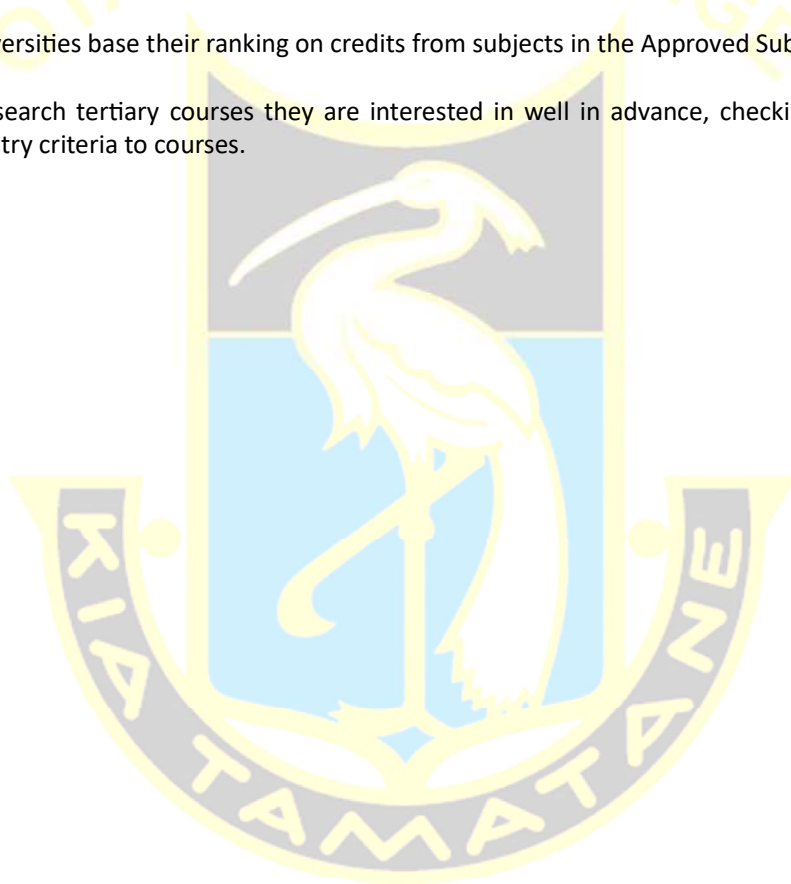 ersities base their ranking on credits from subjects in the Approved Sub
search tertiary courses they are interested in well in advance, checki
try criteria to courses.
KIA TAMATANE